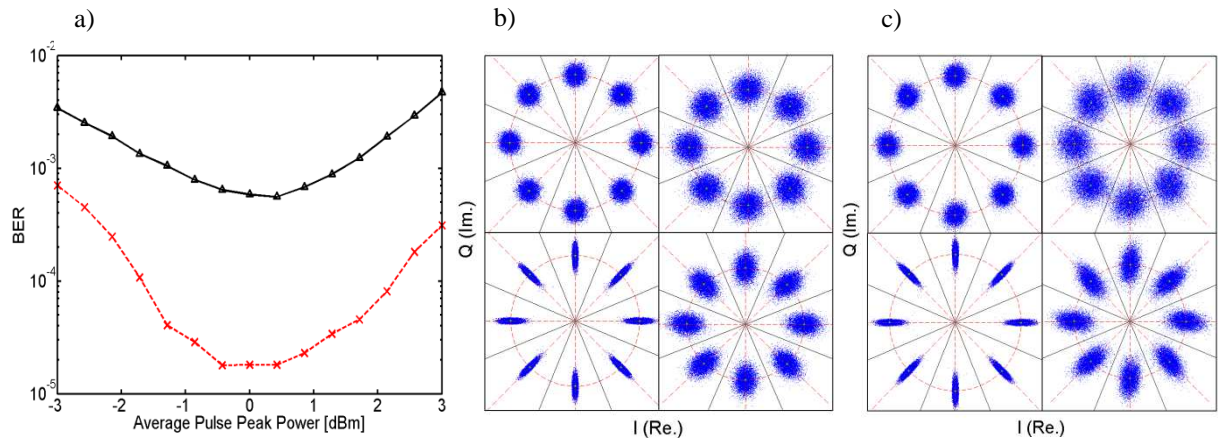 a)
b)
c)
10^-2
10^-3
10^-4
10^-5
BER
-3 -2 -1 0 1 2 3
Average Pulse Peak Power [dBm]
Q (Im.)
I (Re.)
Q (Im.)
I (Re.)